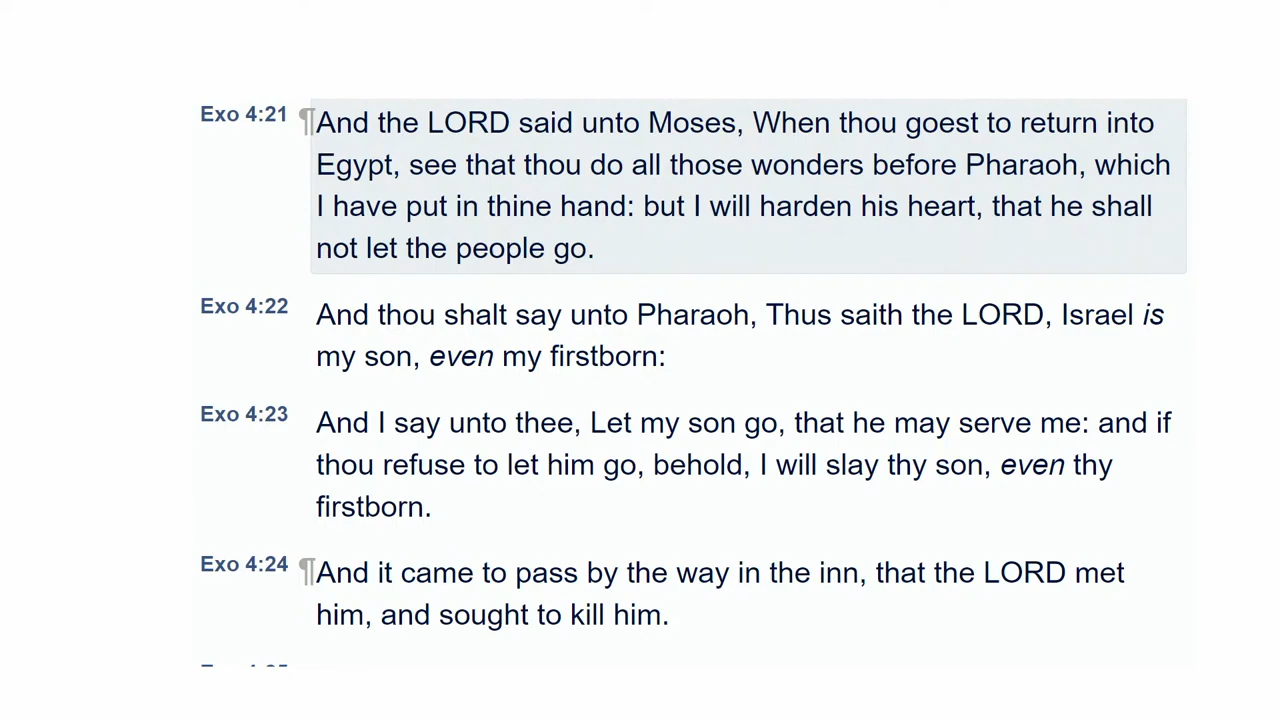 Exo 4:21 ¶And the LORD said unto Moses, When thou goest to return into
Egypt, see that thou do all those wonders before Pharaoh, which
I have put in thine hand: but I will harden his heart, that he shall
not let the people go.
Exo 4:22 And thou shalt say unto Pharaoh, Thus saith the LORD, Israel is
my son, even my firstborn:
Exo 4:23 And I say unto thee, Let my son go, that he may serve me: and if
thou refuse to let him go, behold, I will slay thy son, even thy
firstborn.
Exo 4:24 ¶And it came to pass by the way in the inn, that the LORD met
him, and sought to kill him.